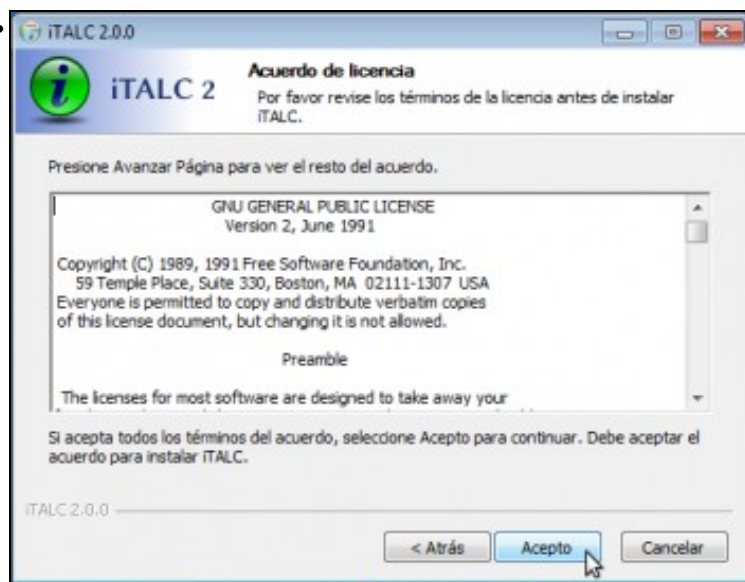 iTALC 2.0.0
iTALC 2
Acuerdo de licencia
Por favor revise los términos de la licencia antes de instalar
iTALC.
Presione Avanzar Página para ver el resto del acuerdo.
GNU GENERAL PUBLIC LICENSE
Version 2, June 1991
Copyright (C) 1989, 1991 Free Software Foundation, Inc.
59 Temple Place, Suite 330, Boston, MA 02111-1307 USA
Everyone is permitted to copy and distribute verbatim copies
of this license document, but changing it is not allowed.
Preamble
The licenses for most software are designed to take away your
Si acepta todos los términos del acuerdo, seleccione Acepto para continuar. Debe aceptar el
acuerdo para instalar iTALC.
iTALC 2.0.0
< Atrás
Acepto
Cancelar